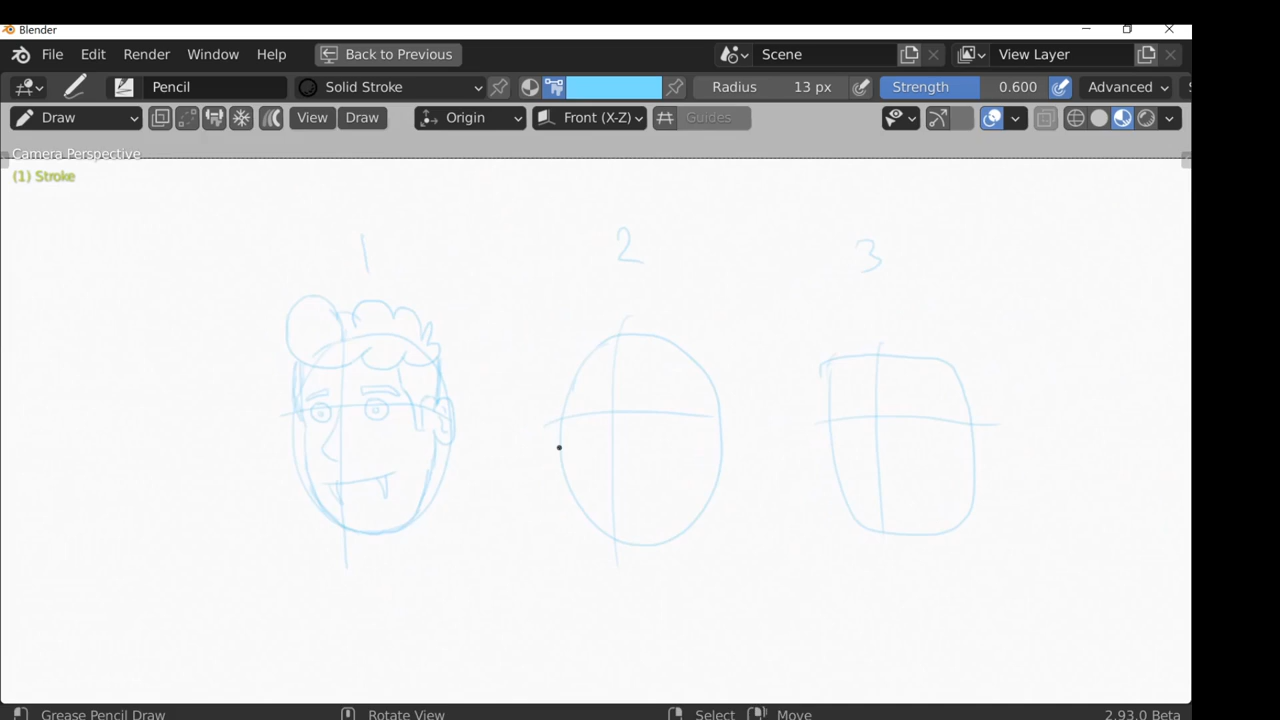 Blender
File Edit Render Window Help Back to Previous Scene View Layer
Pencil Solid Stroke Radius 13 px Strength 0.600 Advanced
Draw View Draw Origin Front (X-Z) Guides
Camera Perspective
(1) Stroke
1 2 3
Grease Pencil Draw Rotate View Select Move 2.93.0 Beta